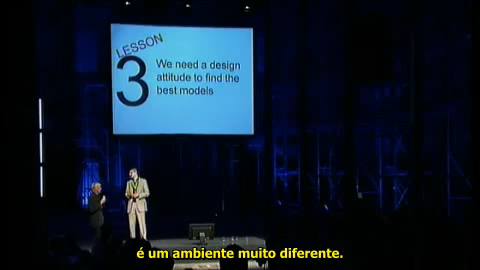 LESSON
3
We need a design
attitude to find the
best models
é um ambiente muito diferente.